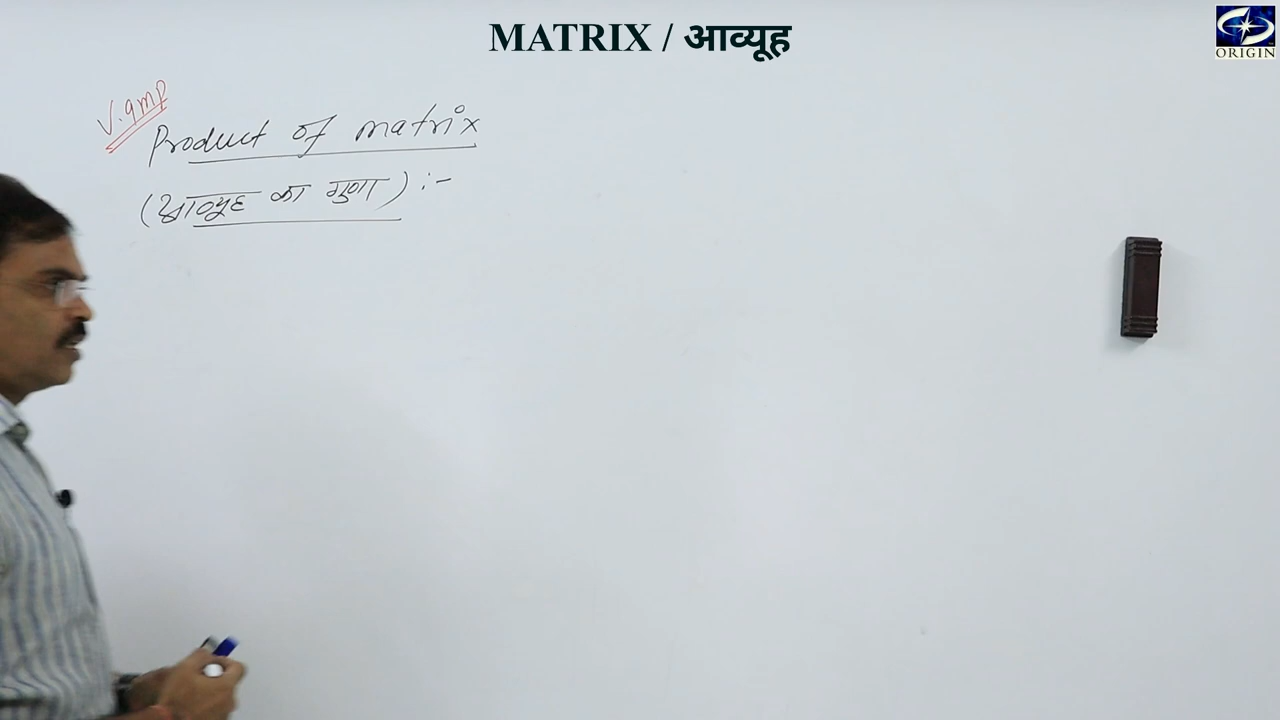 MATRIX / आव्यूह
ORIGIN
V.Imp
Product of matrix
(आव्यूह का गुणा) :-